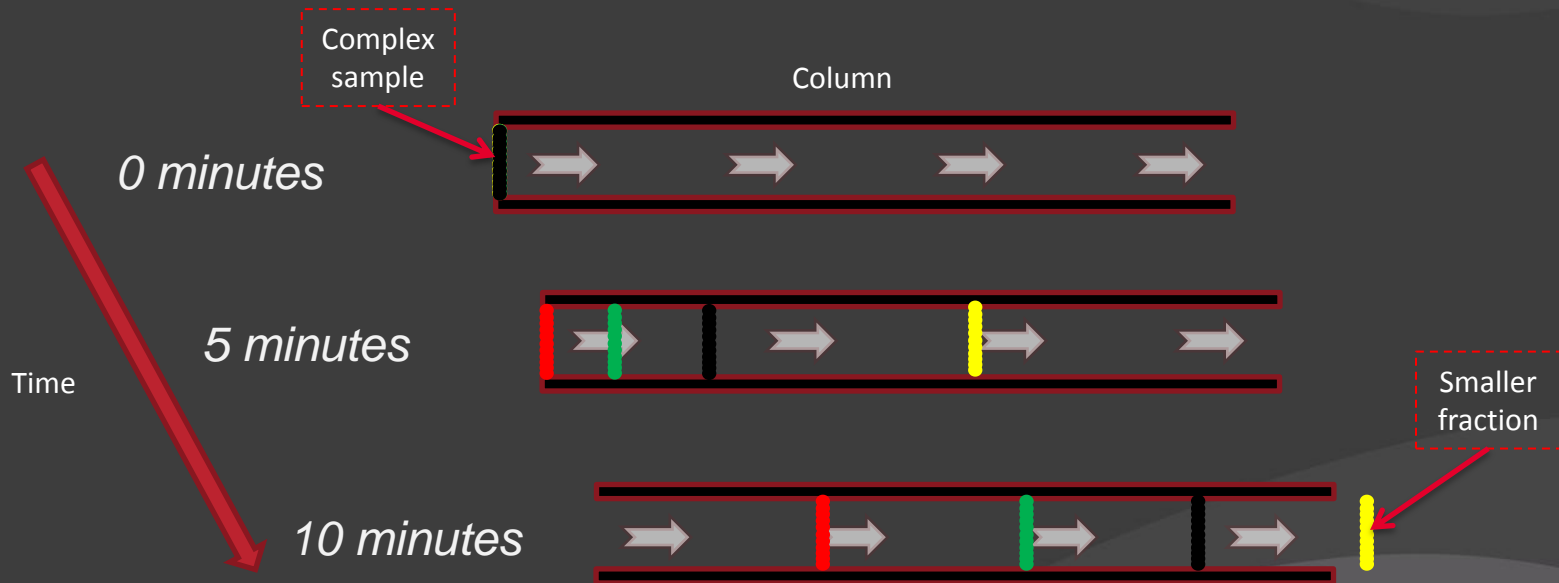 Complex
sample
Column
0 minutes
5 minutes
Time
Smaller
fraction
10 minutes